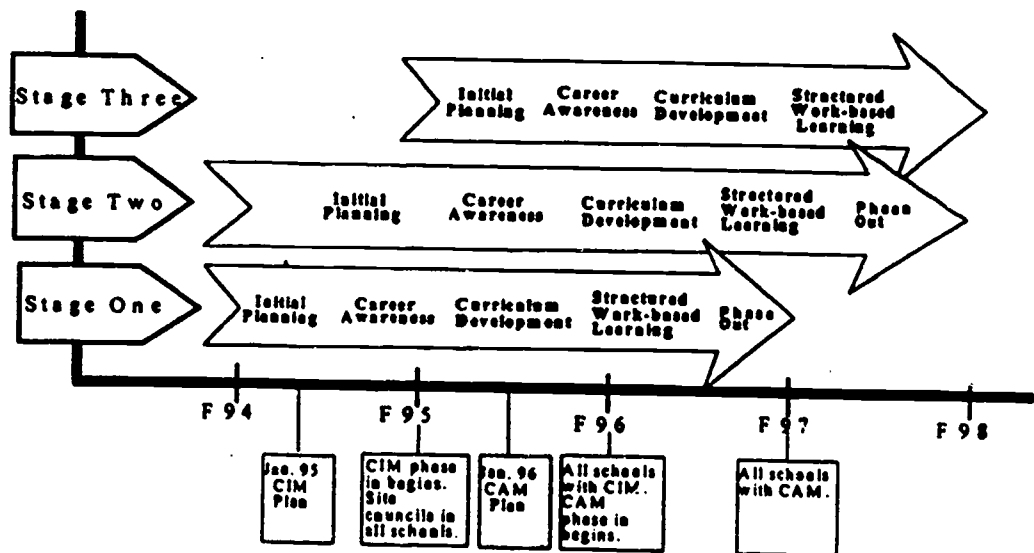 Stage Three
Initial
Planning
Career
Awareness
Curriculum
Development
Structured
Work-based
Learning
Stage Two
Initial
Planning
Career
Awareness
Curriculum
Development
Structured
Work-based
Learning
Phase
Out
Stage One
Initial
Planning
Career
Awareness
Curriculum
Development
Structured
Work-based
Learning
Phase
Out
F 94
F 95
F 96
F 97
F 98
Jan. 95
CIM
Plan
CIM phase
in begins.
Site
councils in
all schools.
Jan. 96
CAM
Plan
All schools
with CIM.
CAM
phase in
begins.
All schools
with CAM.